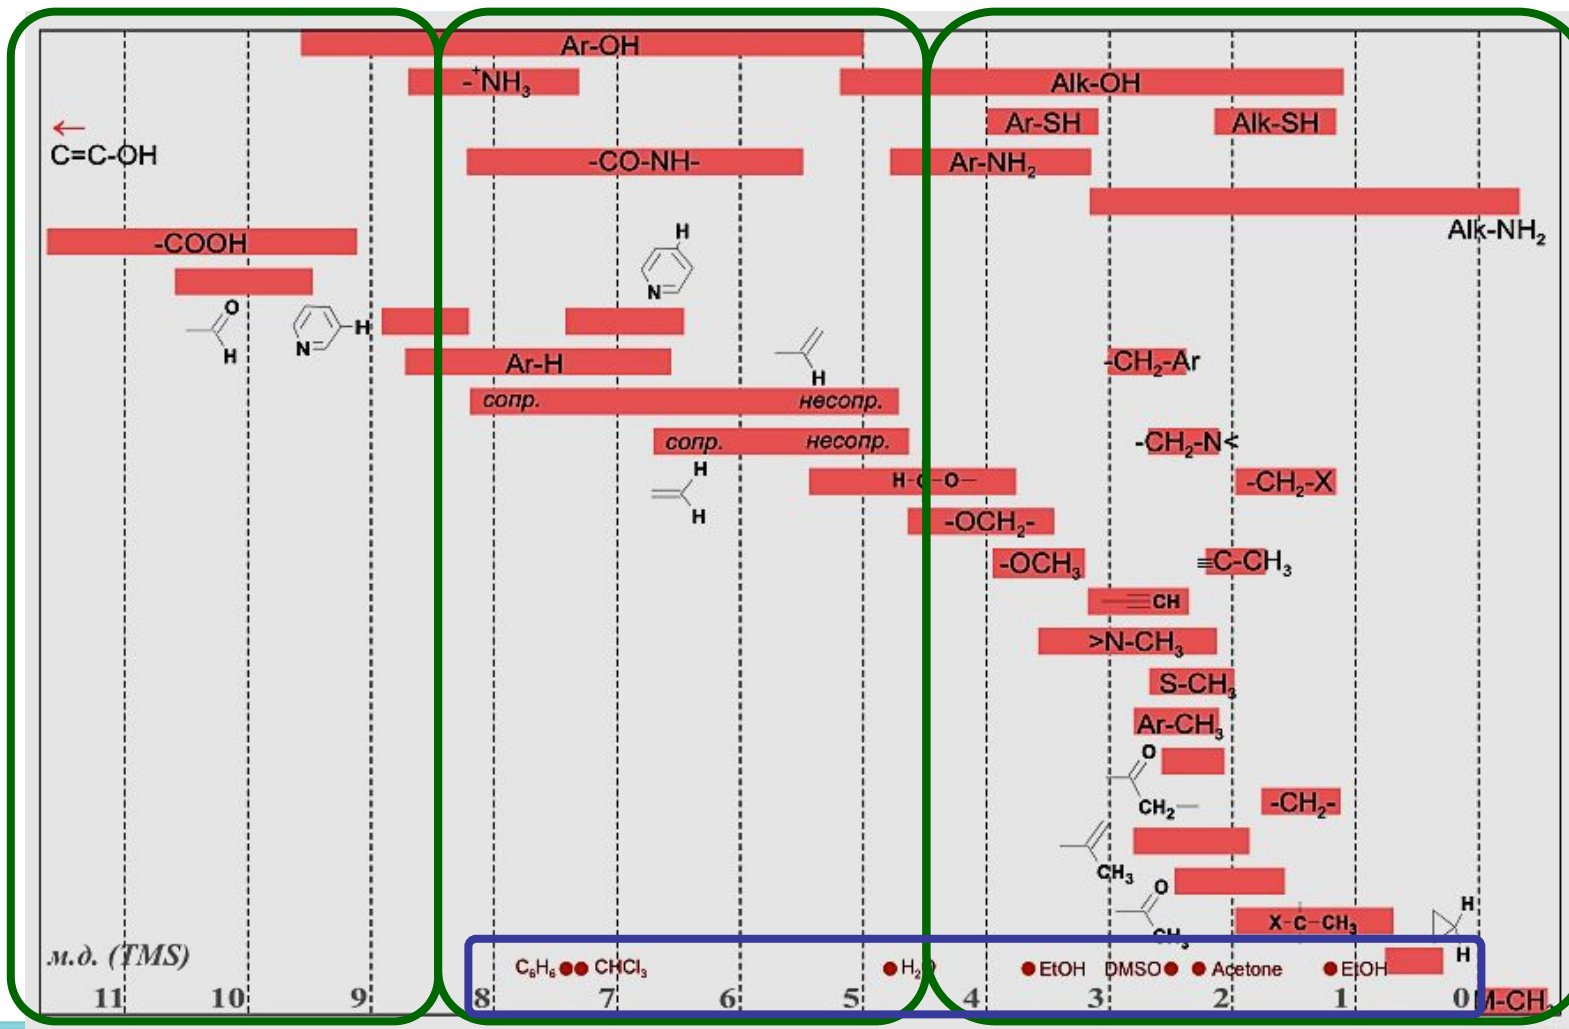 Ar-OH
-⁺NH₃
Alk-OH
Ar-SH
Alk-SH
←
C=C-OH
-CO-NH-
Ar-NH₂
Alk-NH₂
-COOH
H
N
O
H
N
H
Ar-H
H
-CH₂-Ar
сопр.
несопр.
сопр.
несопр.
-CH₂-N<
H
H
H-C-O-
-CH₂-X
-OCH₂-
-OCH₃
≡C-CH₃
≡CH
>N-CH₃
S-CH₃
Ar-CH₃
O
CH₂
-CH₂-
CH₃
O
CH₃
X-C-CH₃
H
H
м.д. (TMS)
C₆H₆
CHCl₃
H₂O
EtOH
DMSO
Acetone
EtOH
11 10 9 8 7 6 5 4 3 2 1 0